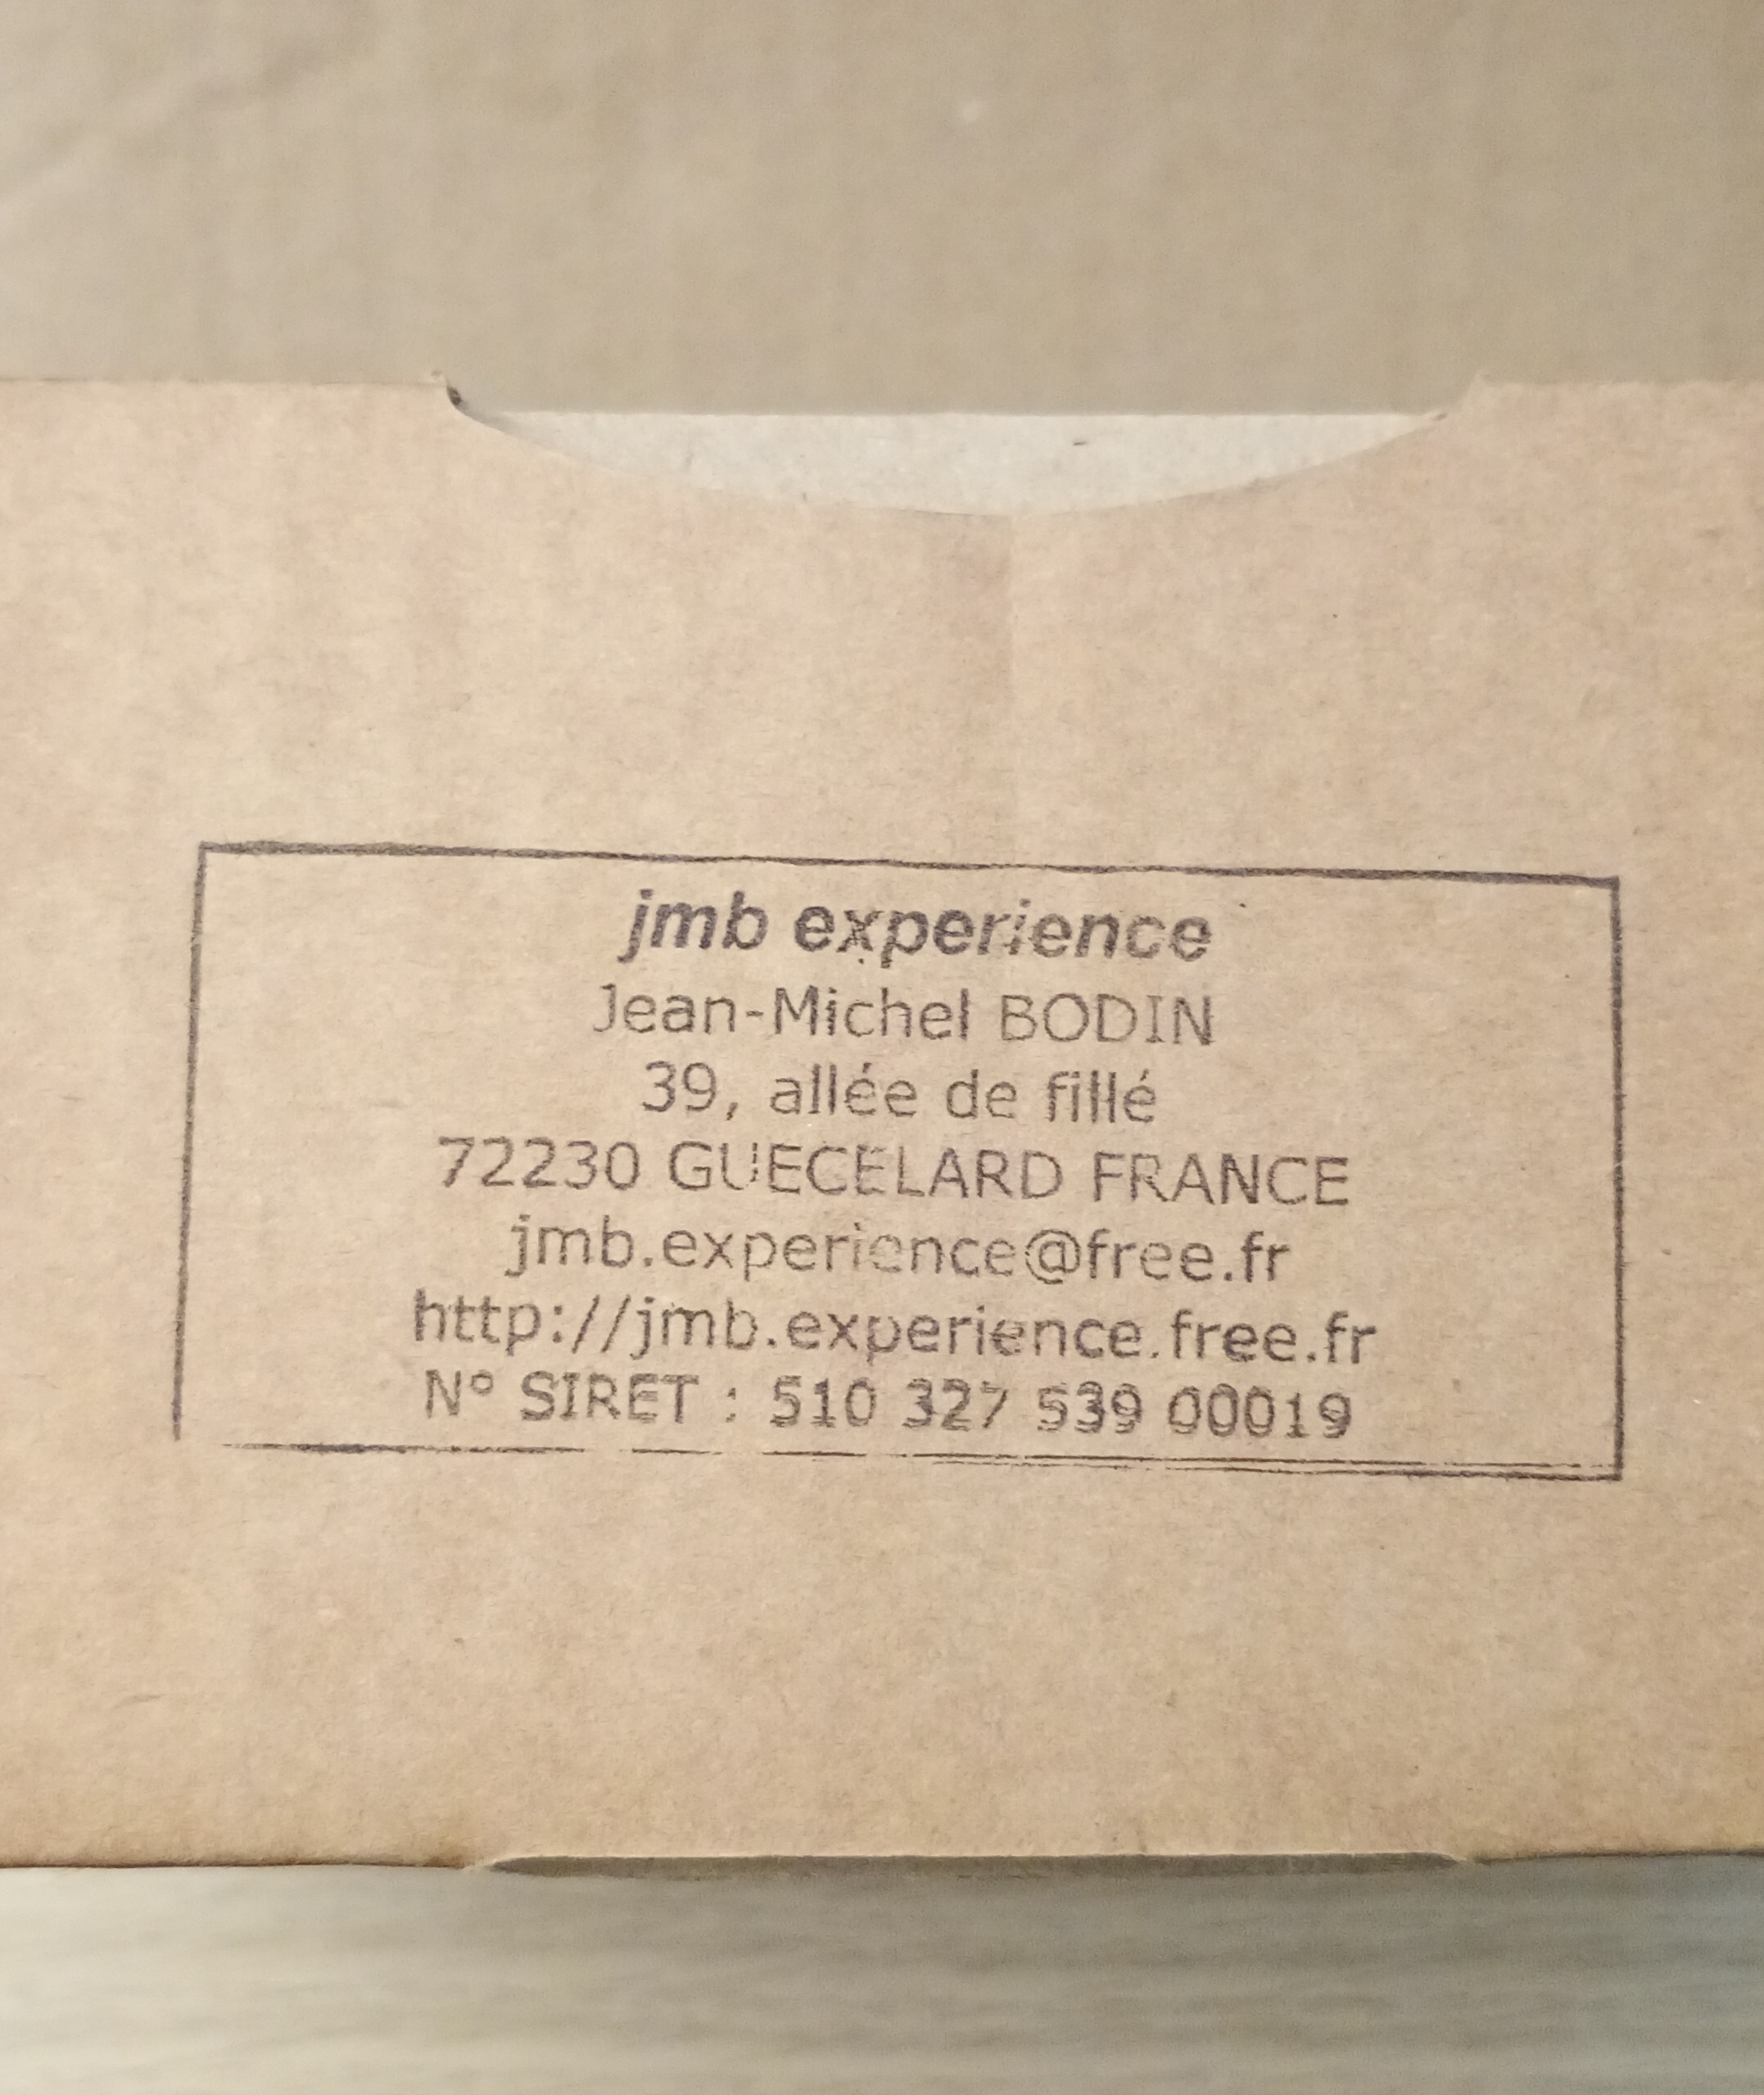 jmb experience
Jean-Michel BODIN
39, allée de fillé
72230 GUECELARD FRANCE
jmb.experience@free.fr
http://jmb.experience.free.fr
N° SIRET : 510 327 539 00019